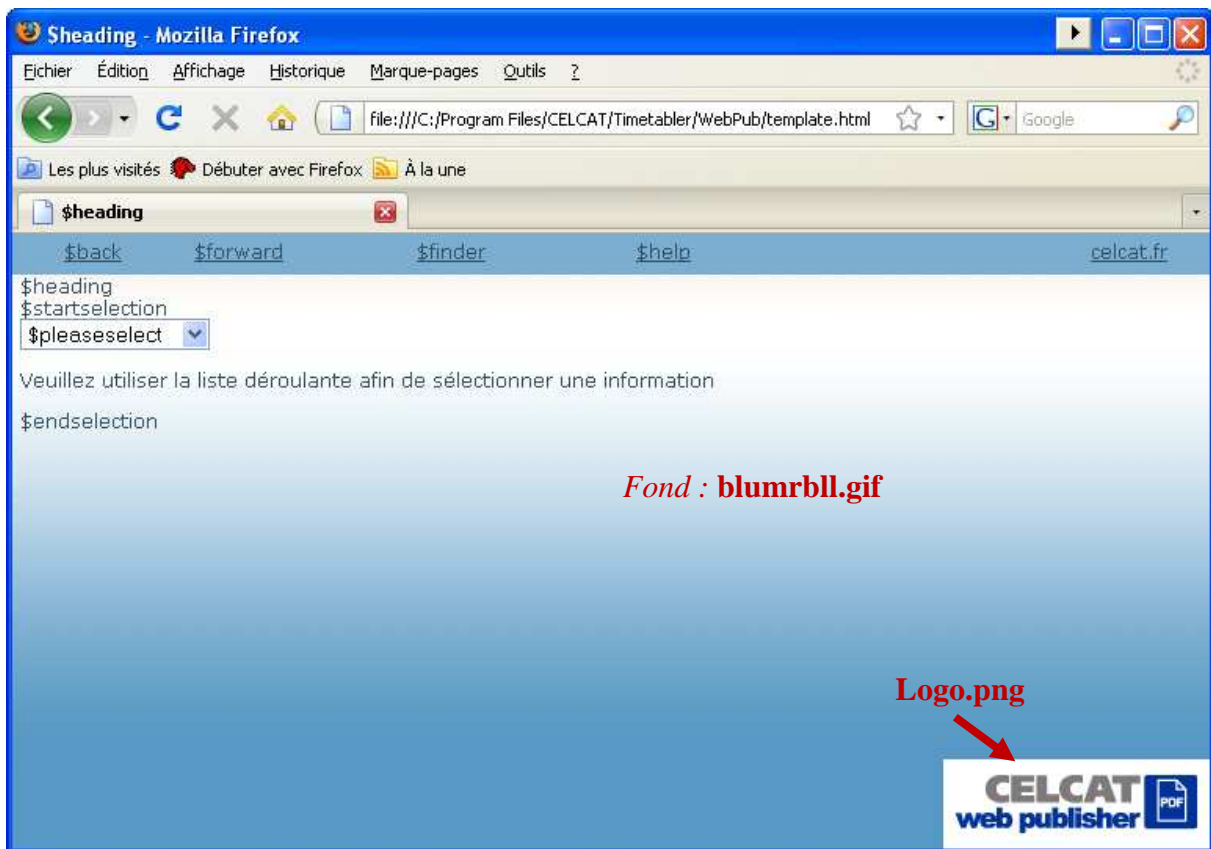 $heading - Mozilla Firefox
Fichier Édition Affichage Historique Marque-pages Outils ?
file:///C:/Program Files/CELCAT/Timetabler/WebPub/template.html G Google
Les plus visités Débuter avec Firefox À la une
$heading
$back $forward $finder $help celcat.fr
$heading
$startselection
$pleaseselect
Veuillez utiliser la liste déroulante afin de sélectionner une information
$endselection
Fond : blumrbll.gif
Logo.png
CELCAT
web publisher
PDF